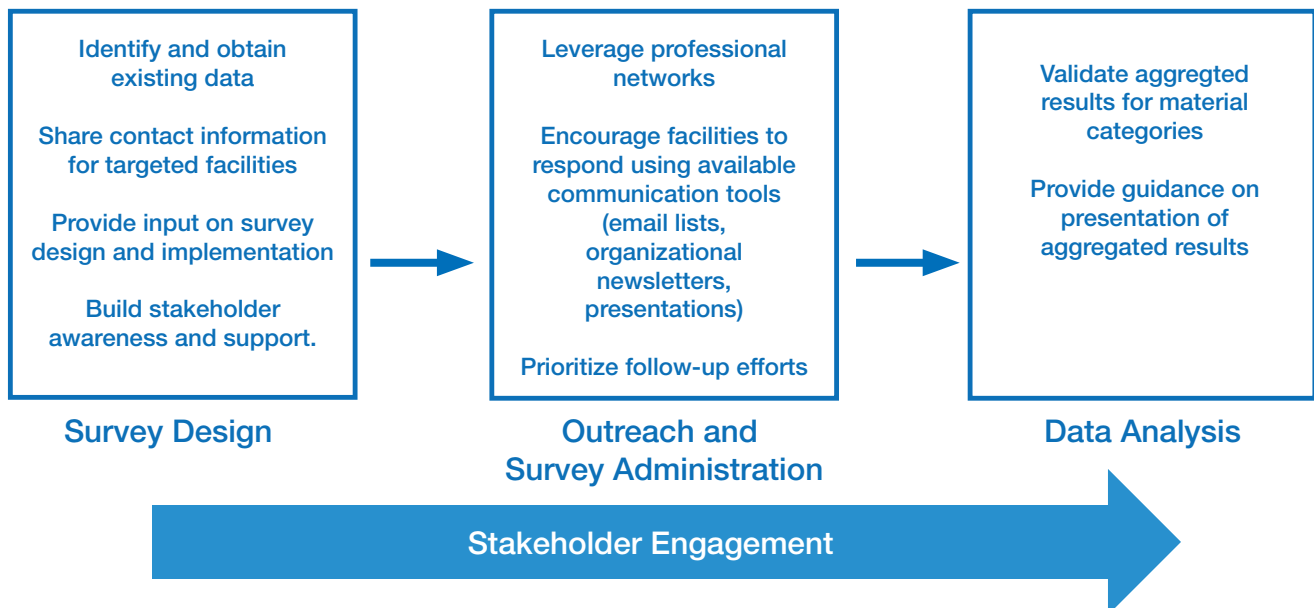 Identify and obtain
existing data
Share contact information
for targeted facilities
Provide input on survey
design and implementation
Build stakeholder
awareness and support.
Survey Design
Leverage professional
networks
Encourage facilities to
respond using available
communication tools
(email lists,
organizational
newsletters,
presentations)
Prioritize follow-up efforts
Outreach and
Survey Administration
Validate aggregted
results for material
categories
Provide guidance on
presentation of
aggregated results
Data Analysis
Stakeholder Engagement